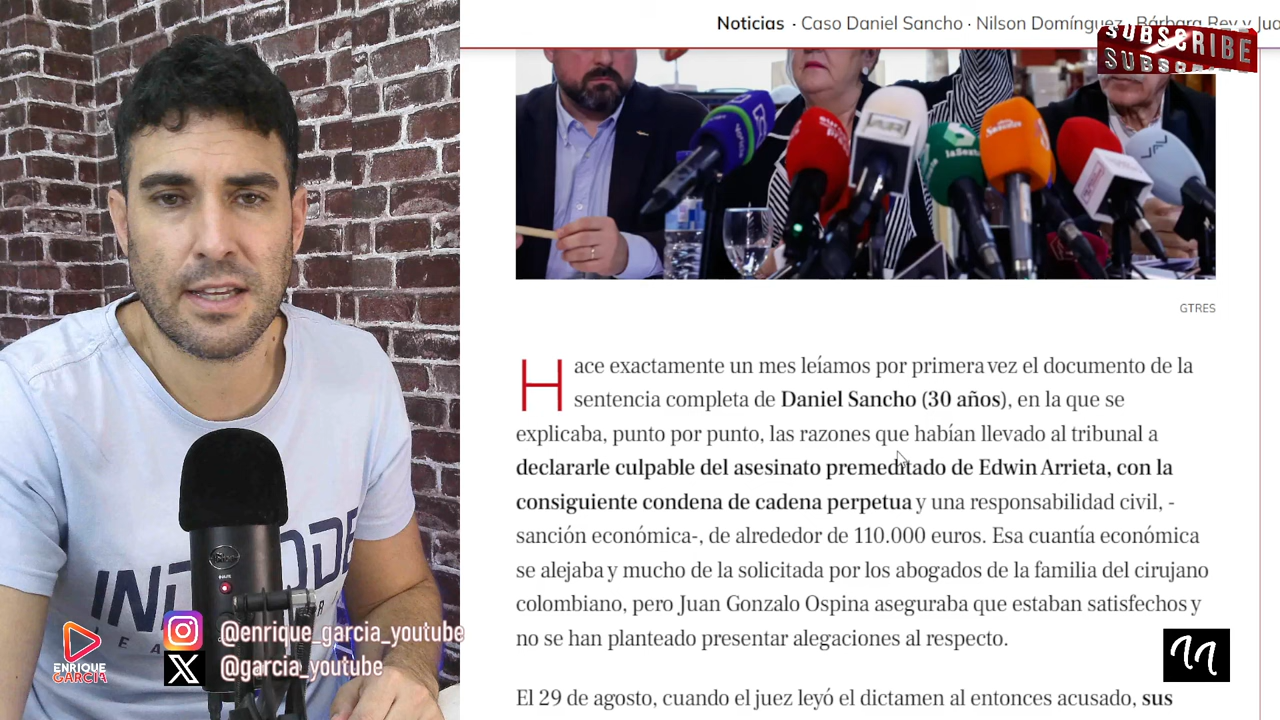 Noticias · Caso Daniel Sancho · Nilson Domínguez · Bárbara Rey y Jua
SUBSCRIBE
SUBSC
GTRES
Hace exactamente un mes leíamos por primera vez el documento de la
sentencia completa de Daniel Sancho (30 años), en la que se
explicaba, punto por punto, las razones que habían llevado al tribunal a
declararle culpable del asesinato premeditado de Edwin Arrieta, con la
consiguiente condena de cadena perpetua y una responsabilidad civil, -
sanción económica-, de alrededor de 110.000 euros. Esa cuantía económica
se alejaba y mucho de la solicitada por los abogados de la familia del cirujano
colombiano, pero Juan Gonzalo Ospina aseguraba que estaban satisfechos y
no se han planteado presentar alegaciones al respecto.
El 29 de agosto, cuando el juez leyó el dictamen al entonces acusado, sus
laSexta
@enrique_garcia_youtube
@garcia_youtube
ENRIQUE
GARCIA